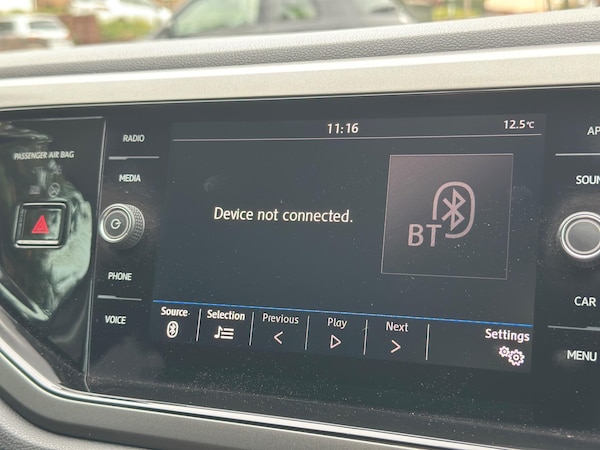 PASSENGER AIR BAG
RADIO
MEDIA
PHONE
VOICE
11:16
12.5°C
Device not connected.
BT
Source
Selection
Previous
Play
Next
Settings
SOUN
CAR
MENU